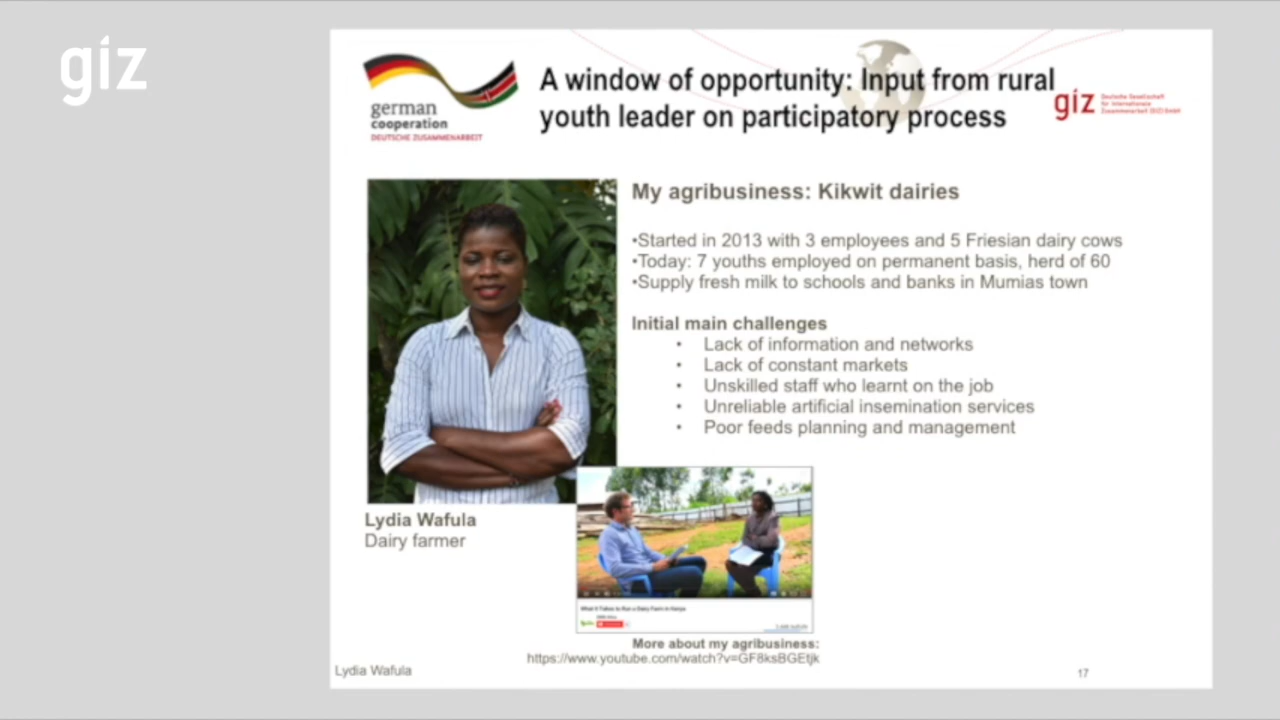 giz
german
cooperation
DEUTSCHE ZUSAMMENARBEIT
A window of opportunity: Input from rural
youth leader on participatory process
giz
Deutsche Gesellschaft
für Internationale
Zusammenarbeit (GIZ) GmbH
My agribusiness: Kikwit dairies
•Started in 2013 with 3 employees and 5 Friesian dairy cows
•Today: 7 youths employed on permanent basis, herd of 60
•Supply fresh milk to schools and banks in Mumias town
Initial main challenges
• Lack of information and networks
• Lack of constant markets
• Unskilled staff who learnt on the job
• Unreliable artificial insemination services
• Poor feeds planning and management
Lydia Wafula
Dairy farmer
What It Takes to Run a Dairy Farm in Kenya
More about my agribusiness:
https://www.youtube.com/watch?v=GF8ksBGEtjk
Lydia Wafula
17